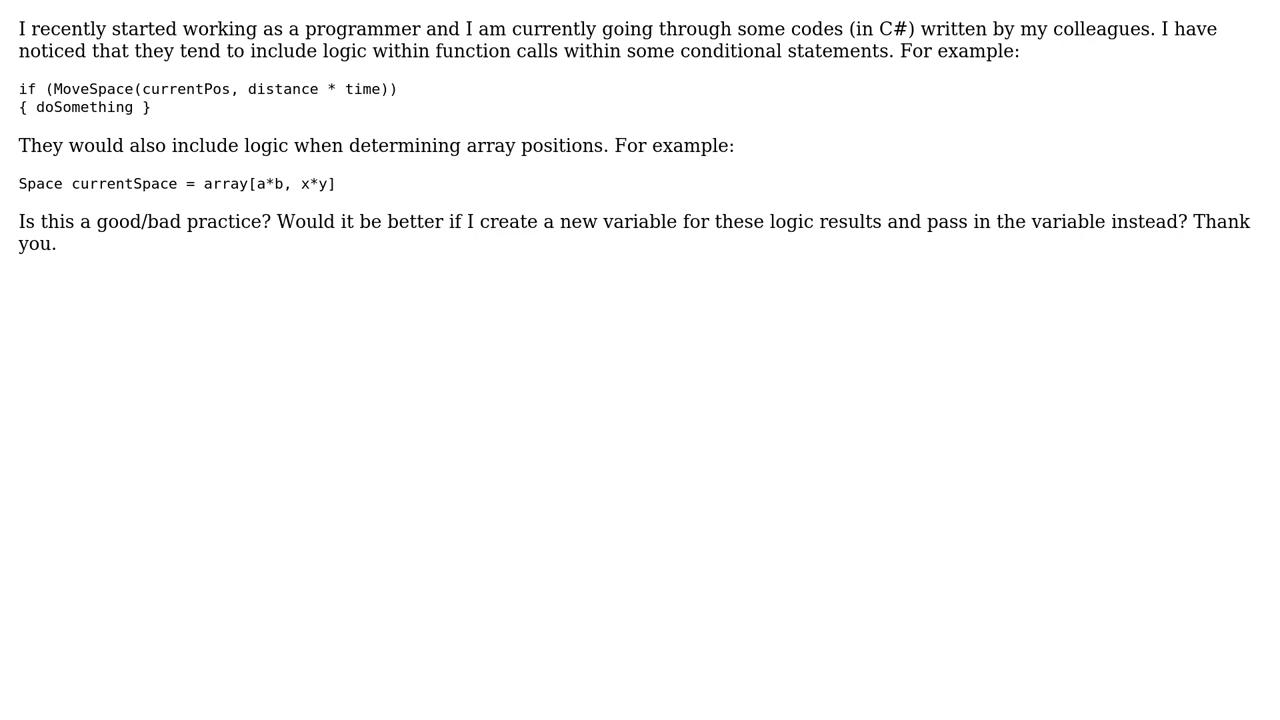 I recently started working as a programmer and I am currently going through some codes (in C#) written by my colleagues. I have
noticed that they tend to include logic within function calls within some conditional statements. For example:
if (MoveSpace(currentPos, distance * time))
{ doSomething }
They would also include logic when determining array positions. For example:
Space currentSpace = array[a*b, x*y]
Is this a good/bad practice? Would it be better if I create a new variable for these logic results and pass in the variable instead? Thank
you.